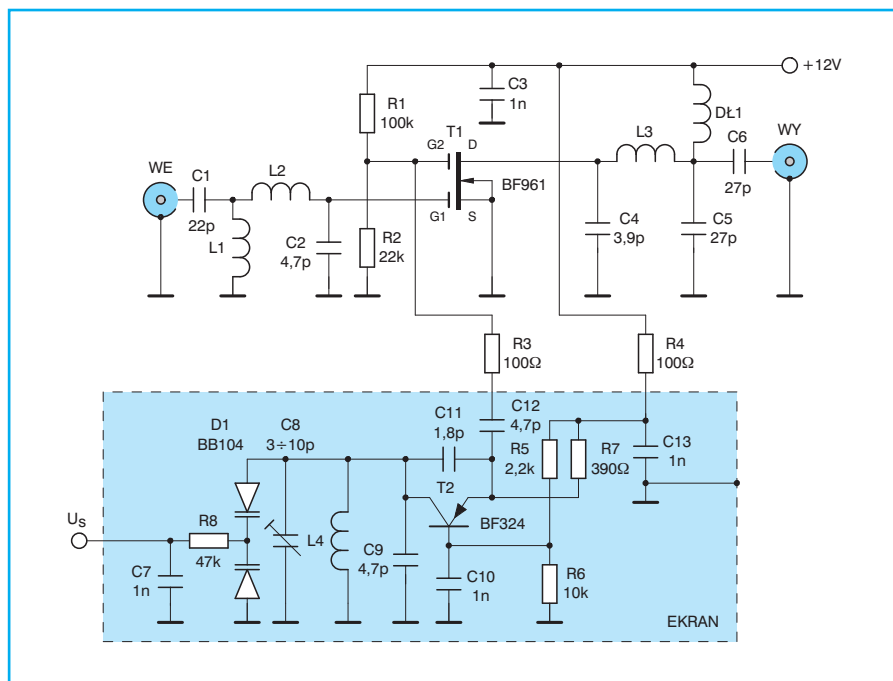 +12V
C3
1n
R1
100k
T1
G2
D
L3
DŁ1
C6
27p
WY
WE
C1
22p
L2
BF961
G1
S
L1
C2
4,7p
R2
22k
C4
3,9p
C5
27p
R3
100Ω
R4
100Ω
D1
BB104
C8
3÷10p
C11
1,8p
C12
4,7p
R5
2,2k
R7
390Ω
C13
1n
T2
BF324
US
R8
47k
L4
C9
4,7p
C7
1n
C10
1n
R6
10k
EKRAN